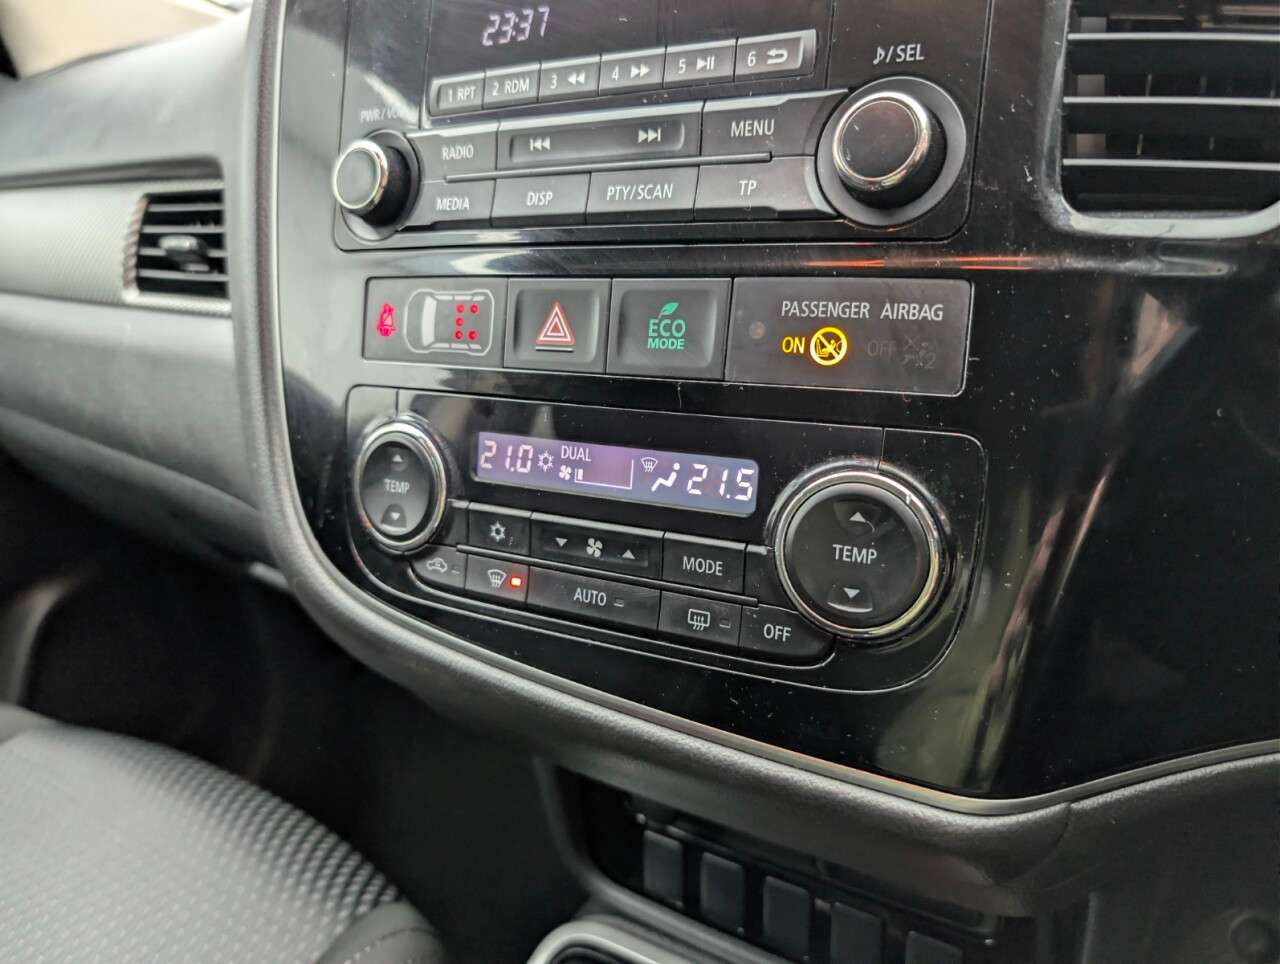 23:37
1 RPT 2 RDM 3 4 5 6
♪/SEL
PWR/VOL
RADIO
MENU
MEDIA
DISP
PTY/SCAN
TP
ECO
MODE
PASSENGER AIRBAG
ON OFF
21.0 DUAL 21.5
TEMP
MODE
TEMP
AUTO
OFF